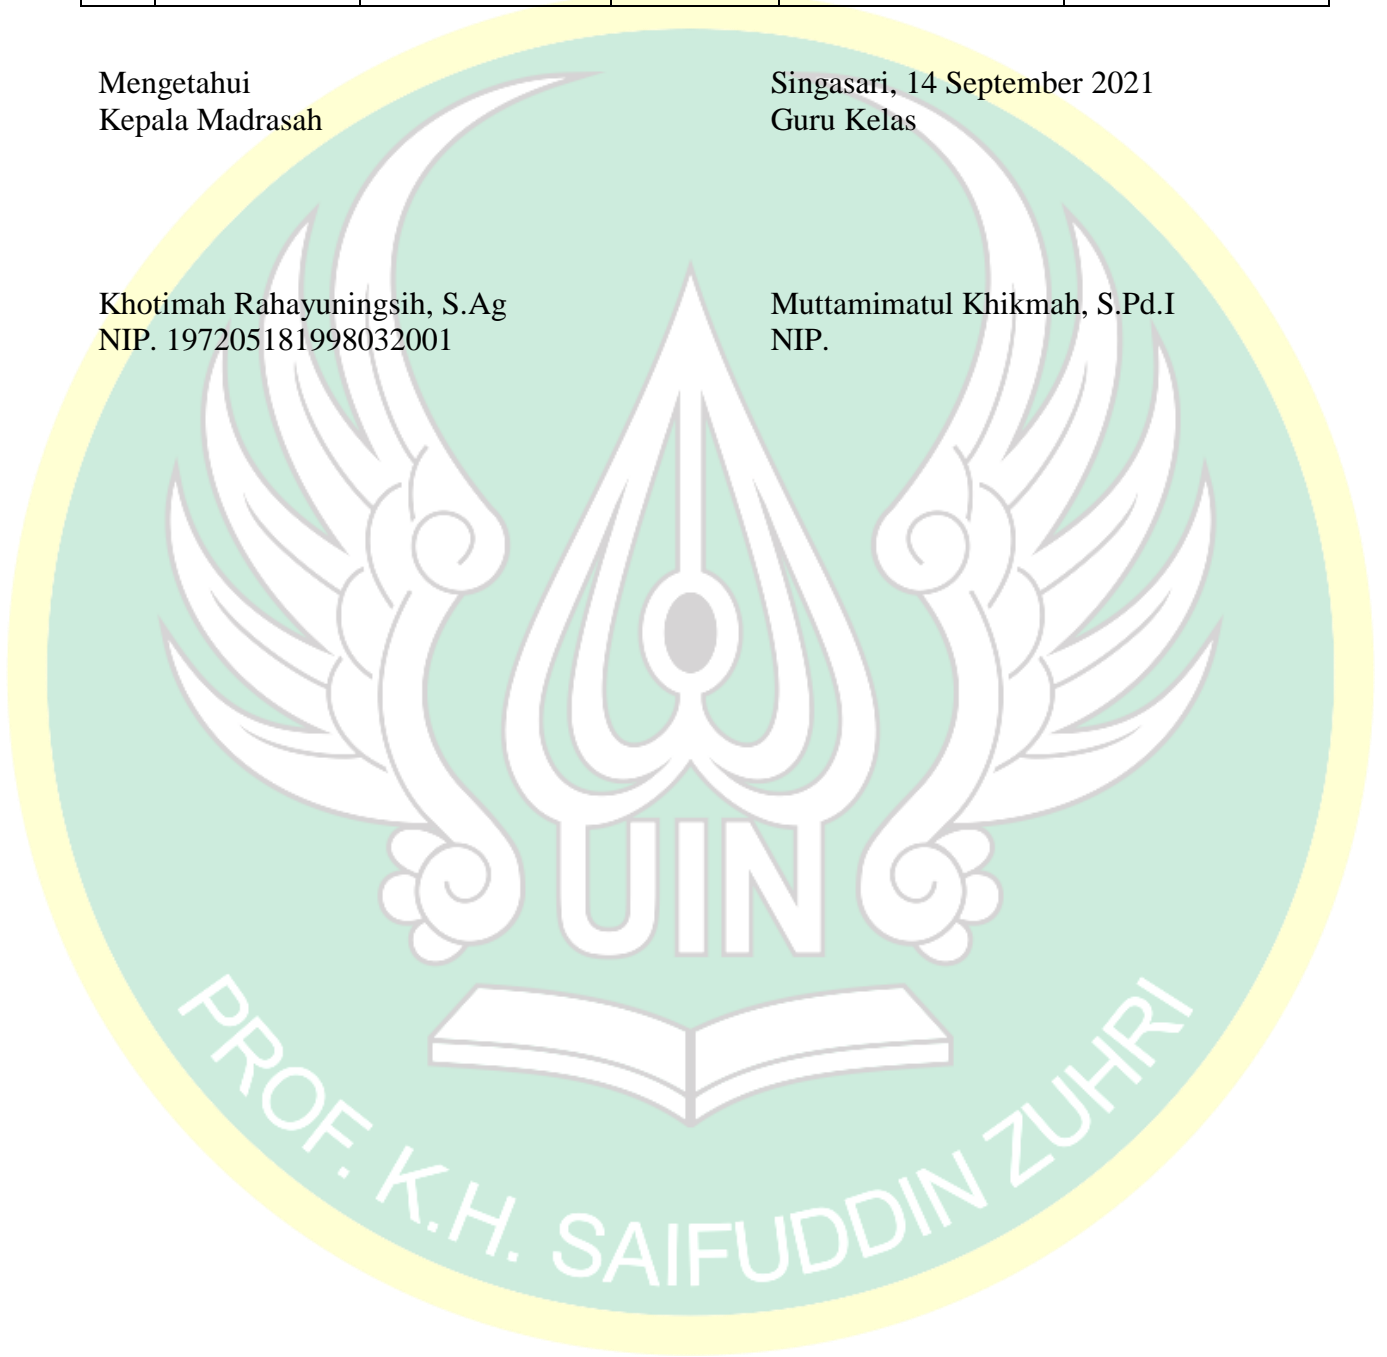 Mengetahui
Kepala Madrasah
Singasari, 14 September 2021
Guru Kelas
Khotimah Rahayuningsih, S.Ag
NIP. 197205181998032001
Muttamimatul Khikmah, S.Pd.I
NIP.
UIN
PROF. K.H. SAIFUDDIN ZUHRI